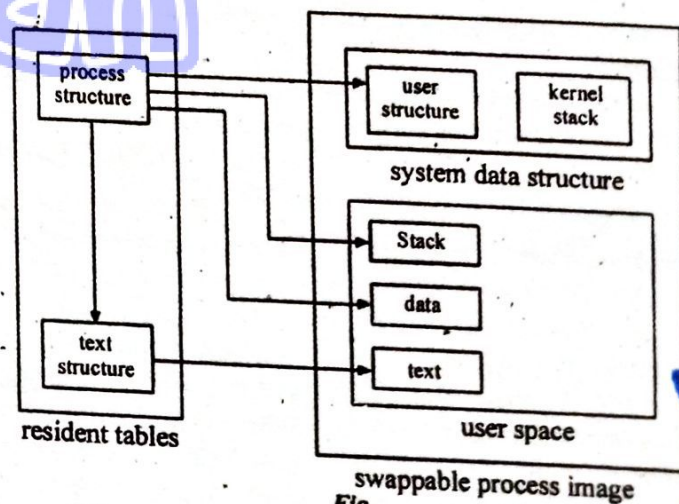 process
structure
user
structure
kernel
stack
system data structure
Stack
data
text
structure
text
resident tables
user space
swappable process image
Fig